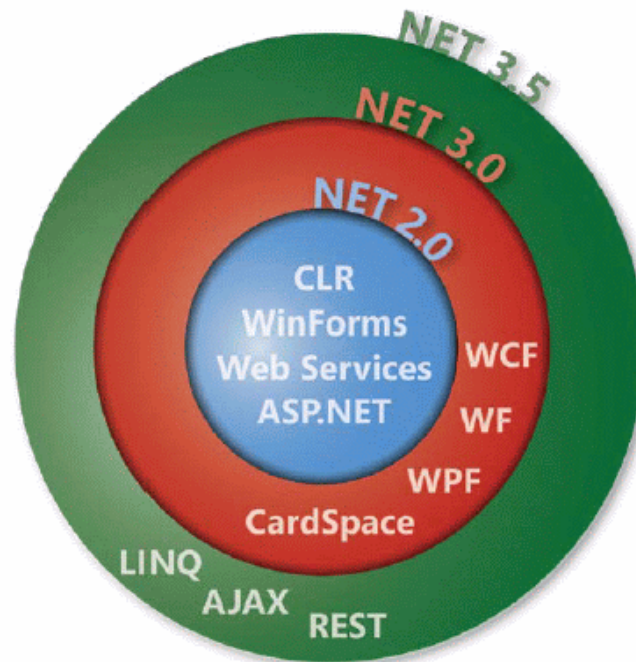 NET 3.5
NET 3.0
NET 2.0
CLR
WinForms
Web Services
ASP.NET
WCF
WF
WPF
CardSpace
LINQ
AJAX
REST